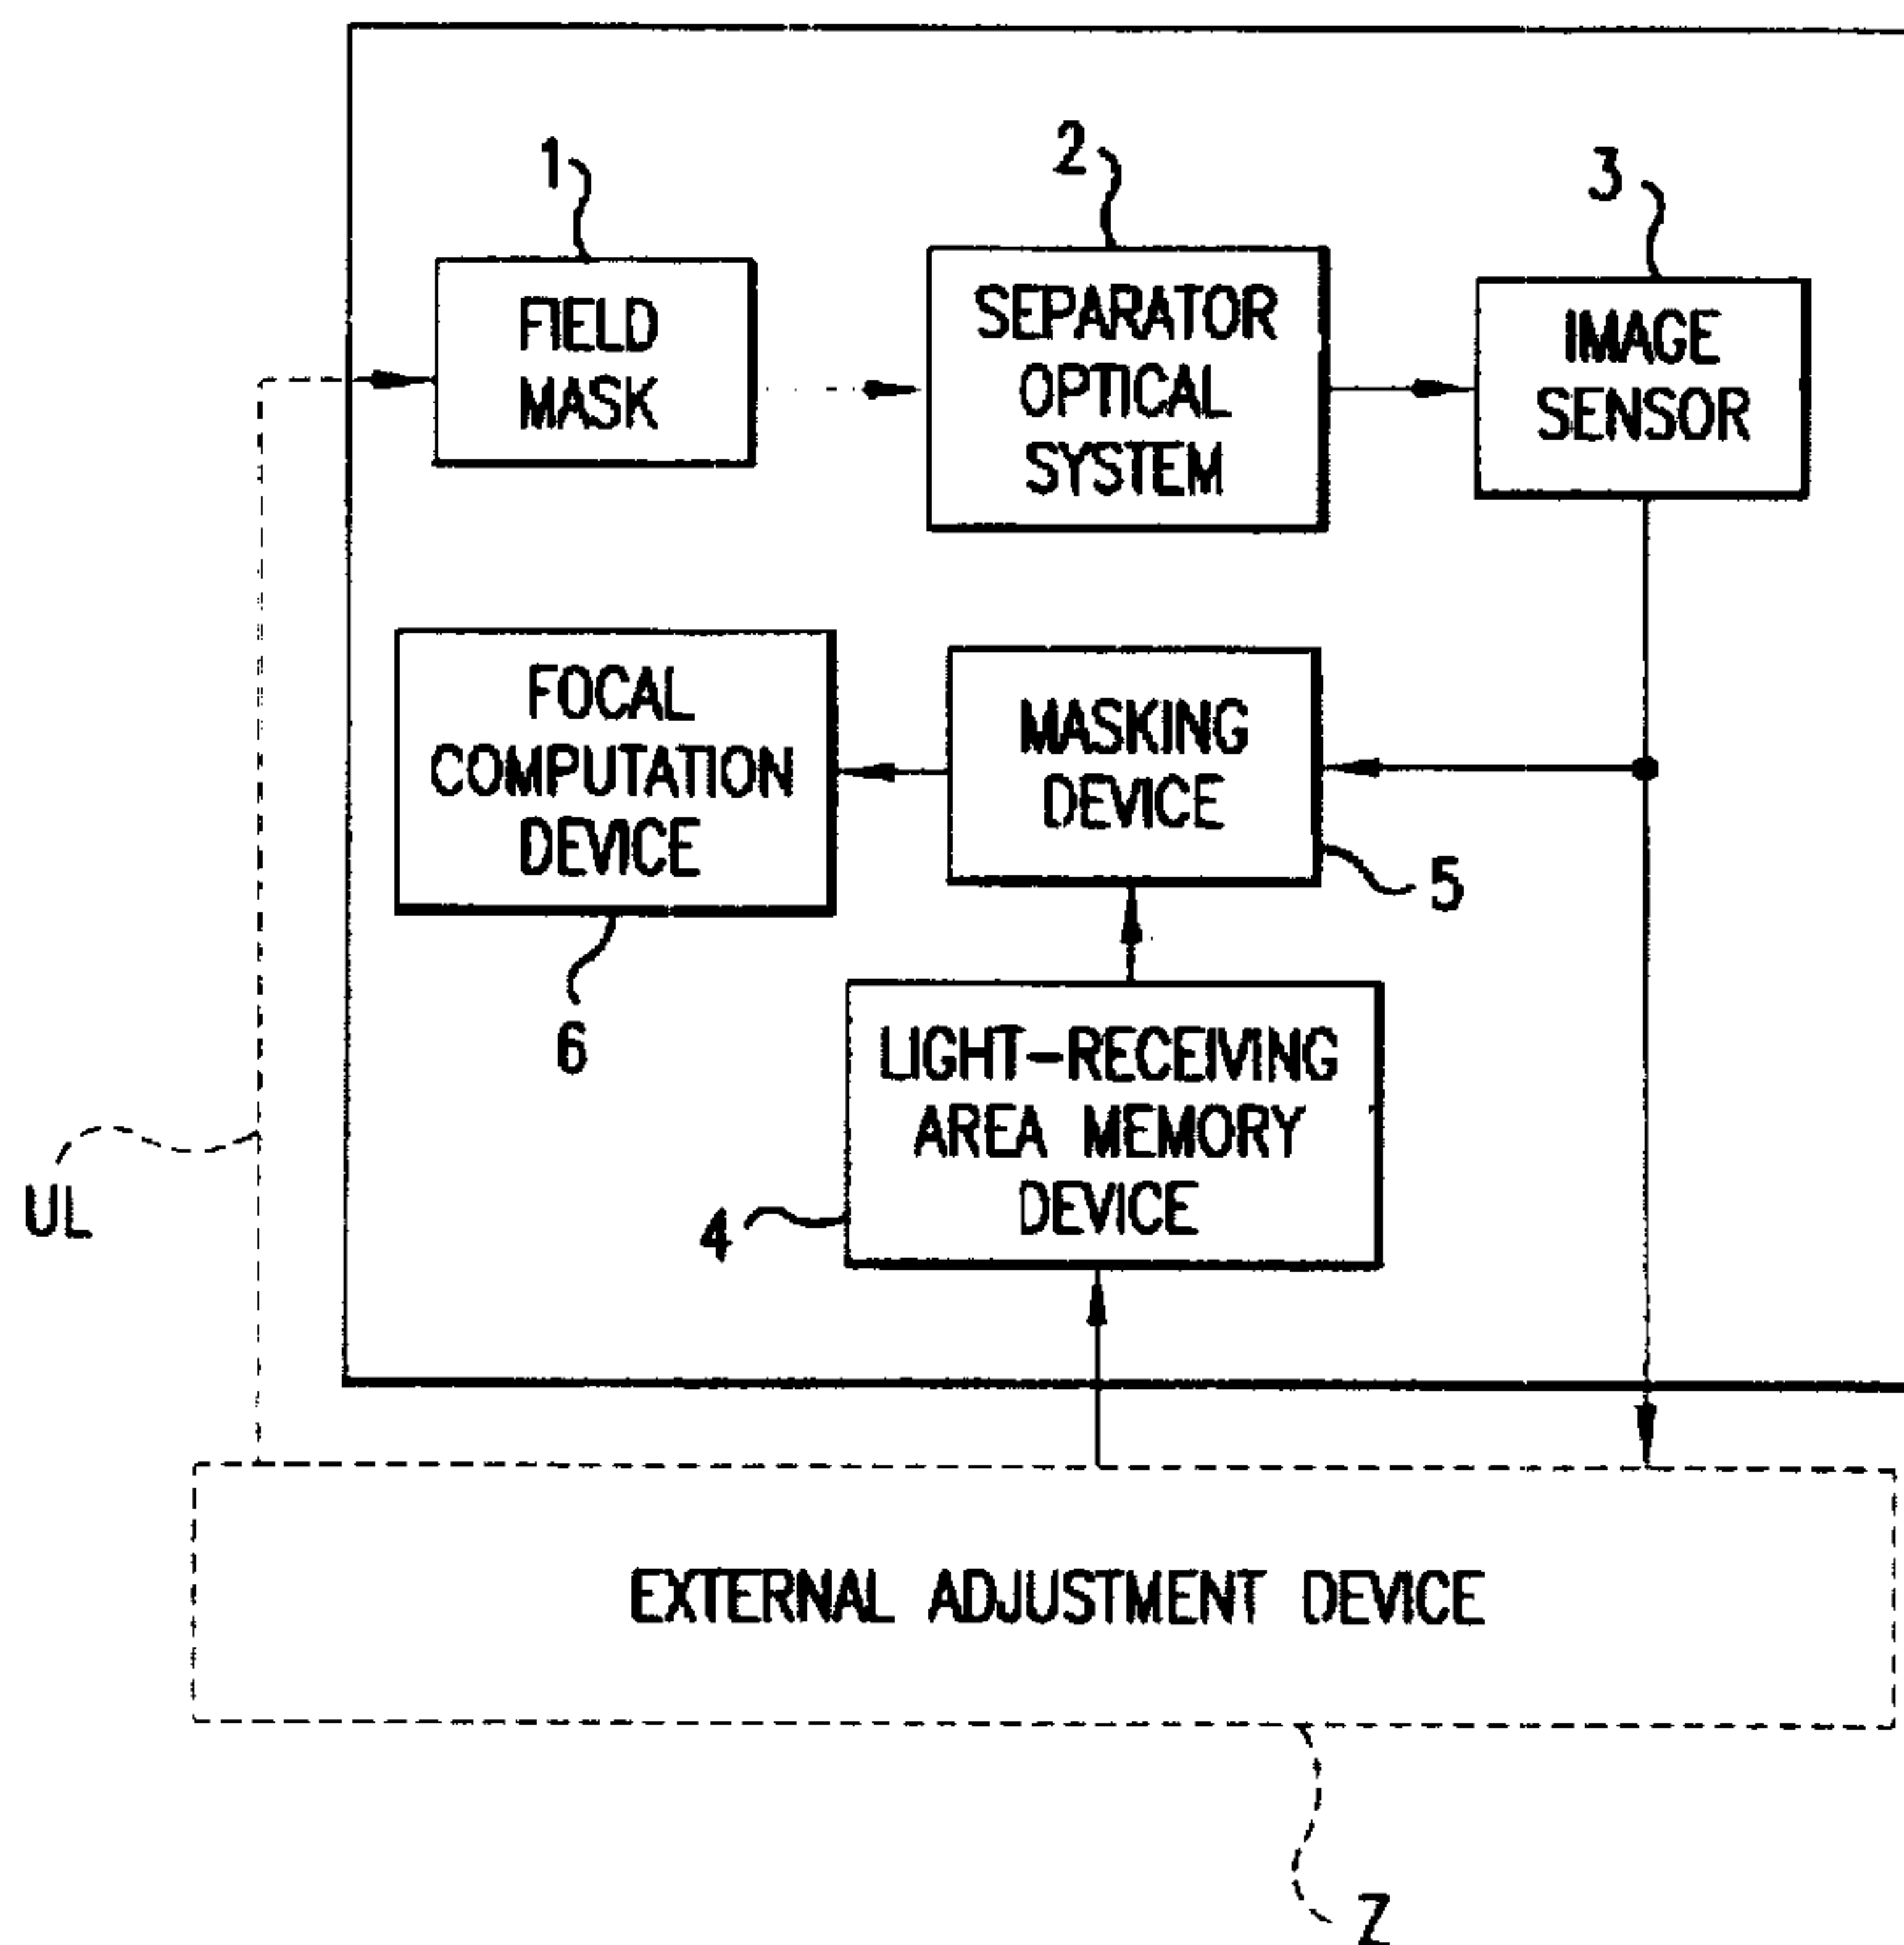 1
2
3
FIELD
MASK
SEPARATOR
OPTICAL
SYSTEM
IMAGE
SENSOR
FOCAL
COMPUTATION
DEVICE
MASKING
DEVICE
5
6
LIGHT-RECEIVING
AREA MEMORY
DEVICE
UL
4
EXTERNAL ADJUSTMENT DEVICE
Z